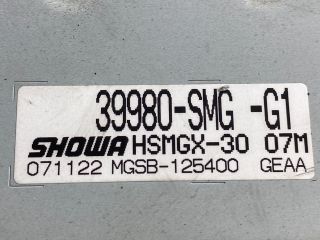 39980-SMG -G1
SHOWA HSMGX-30 07M
071122 MGSB-125400 GEAA